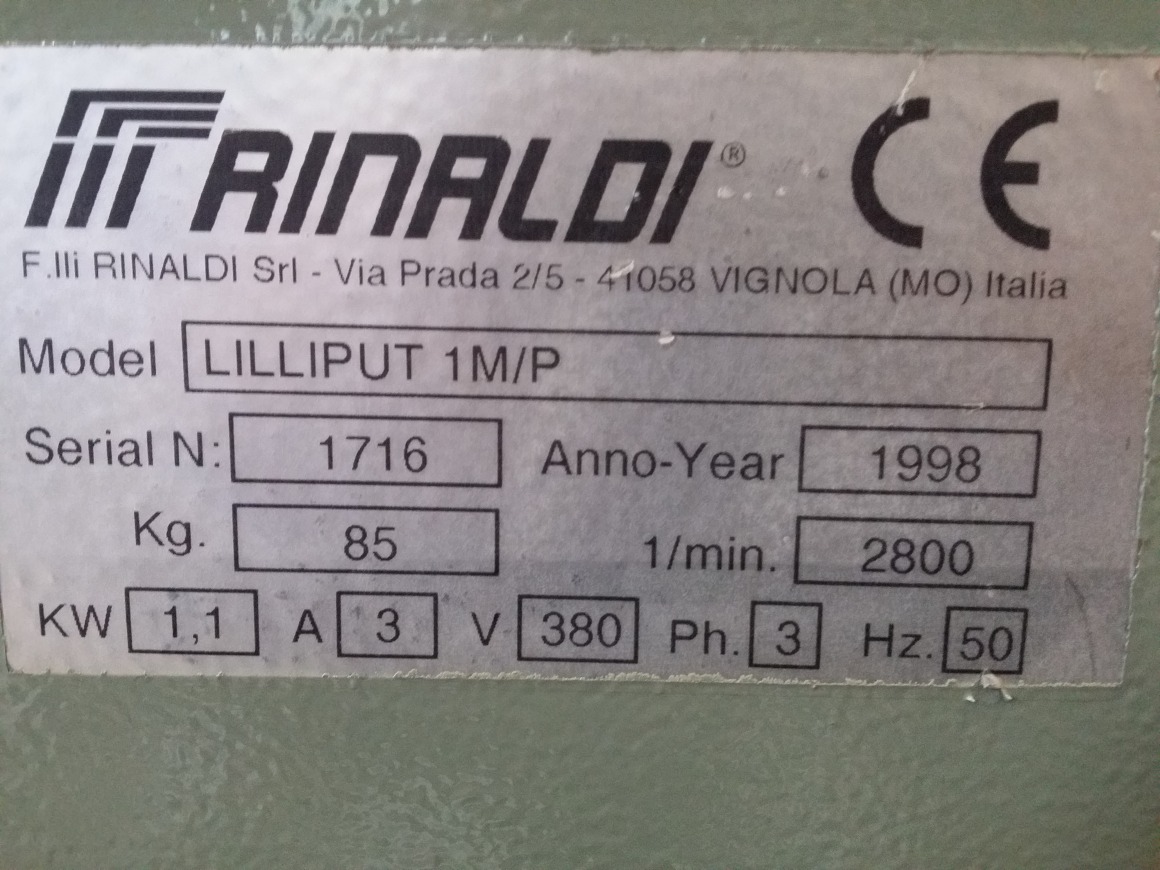 RINALDI® CE
F.lli RINALDI Srl - Via Prada 2/5 - 41058 VIGNOLA (MO) Italia
Model LILLIPUT 1M/P
Serial N: 1716 Anno-Year 1998
Kg. 85 1/min. 2800
KW 1,1 A 3 V 380 Ph. 3 Hz. 50